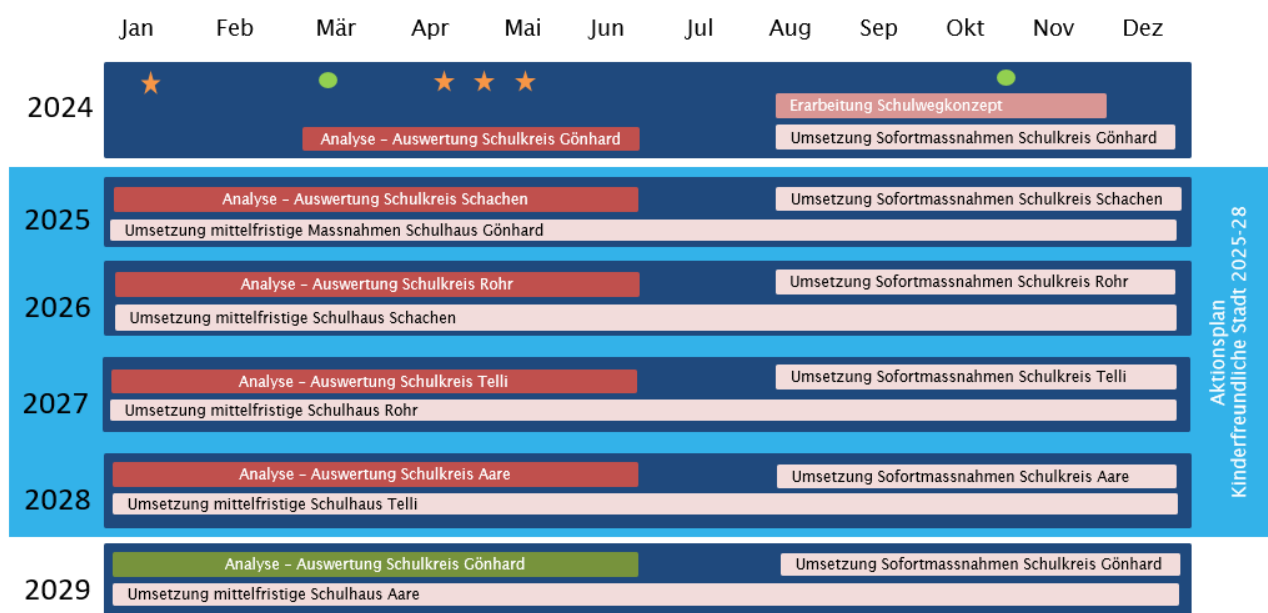 Jan Feb Mär Apr Mai Jun Jul Aug Sep Okt Nov Dez
2024
Erarbeitung Schulwegkonzept
Analyse – Auswertung Schulkreis Gönhard
Umsetzung Sofortmassnahmen Schulkreis Gönhard
2025
Analyse – Auswertung Schulkreis Schachen
Umsetzung Sofortmassnahmen Schulkreis Schachen
Umsetzung mittelfristige Massnahmen Schulhaus Gönhard
2026
Analyse – Auswertung Schulkreis Rohr
Umsetzung Sofortmassnahmen Schulkreis Rohr
Umsetzung mittelfristige Schulhaus Schachen
2027
Analyse – Auswertung Schulkreis Telli
Umsetzung Sofortmassnahmen Schulkreis Telli
Umsetzung mittelfristige Schulhaus Rohr
2028
Analyse – Auswertung Schulkreis Aare
Umsetzung Sofortmassnahmen Schulkreis Aare
Umsetzung mittelfristige Schulhaus Telli
Aktionsplan
Kinderfreundliche Stadt 2025-28
2029
Analyse – Auswertung Schulkreis Gönhard
Umsetzung Sofortmassnahmen Schulkreis Gönhard
Umsetzung mittelfristige Schulhaus Aare